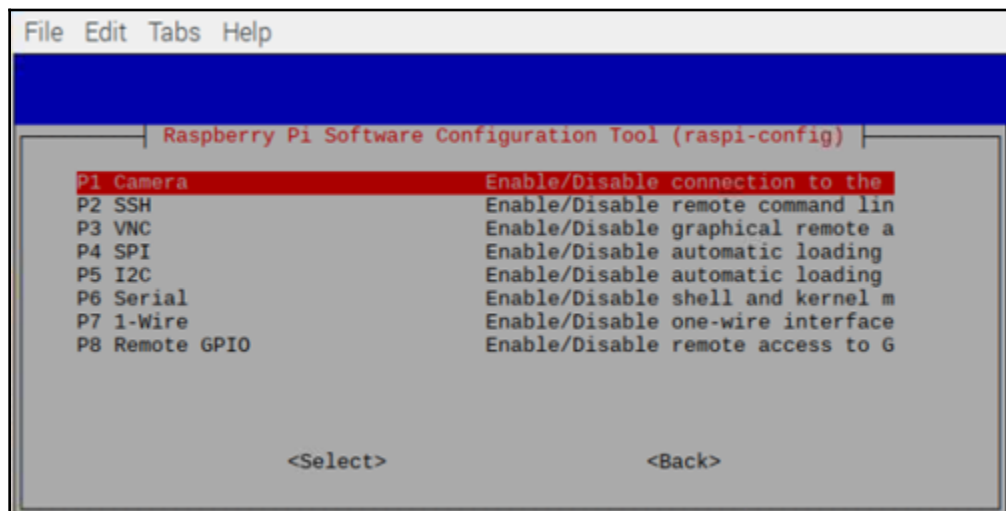 File Edit Tabs Help
Raspberry Pi Software Configuration Tool (raspi-config)
P1 Camera Enable/Disable connection to the
P2 SSH Enable/Disable remote command lin
P3 VNC Enable/Disable graphical remote a
P4 SPI Enable/Disable automatic loading
P5 I2C Enable/Disable automatic loading
P6 Serial Enable/Disable shell and kernel m
P7 1-Wire Enable/Disable one-wire interface
P8 Remote GPIO Enable/Disable remote access to G
<Select> <Back>